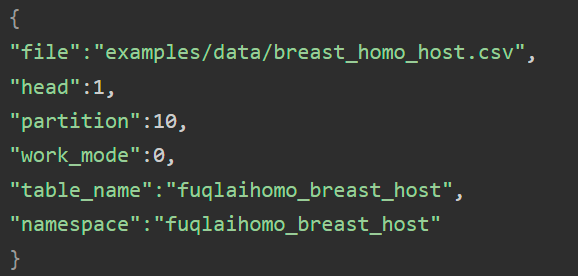 {
"file":"examples/data/breast_homo_host.csv",
"head":1,
"partition":10,
"work_mode":0,
"table_name":"fuqlaihomo_breast_host",
"namespace":"fuqlaihomo_breast_host"
}